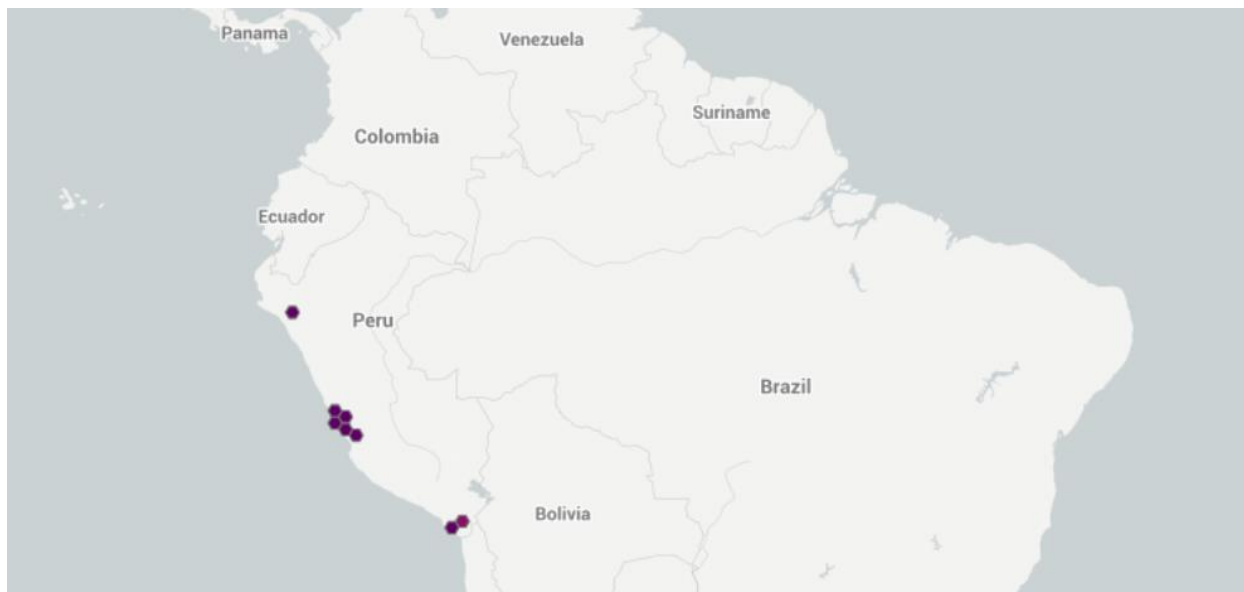 Panama
Venezuela
Suriname
Colombia
Ecuador
Peru
Brazil
Bolivia